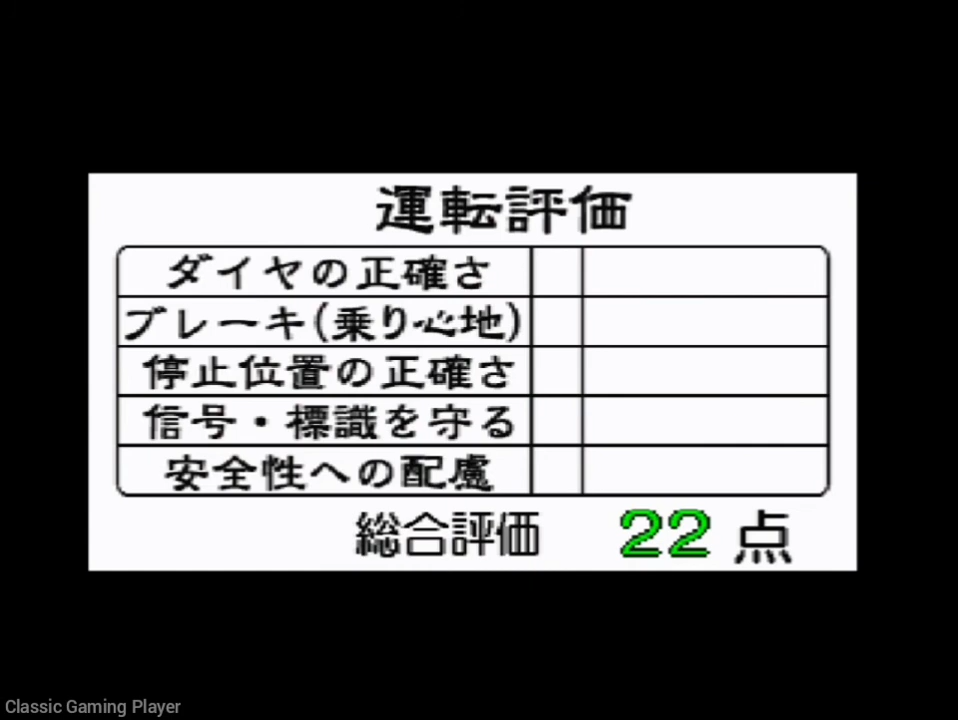 運転評価
ダイヤの正確さ
ブレーキ(乗り心地)
停止位置の正確さ
信号・標識を守る
安全性への配慮
総合評価 22 点
Classic Gaming Player